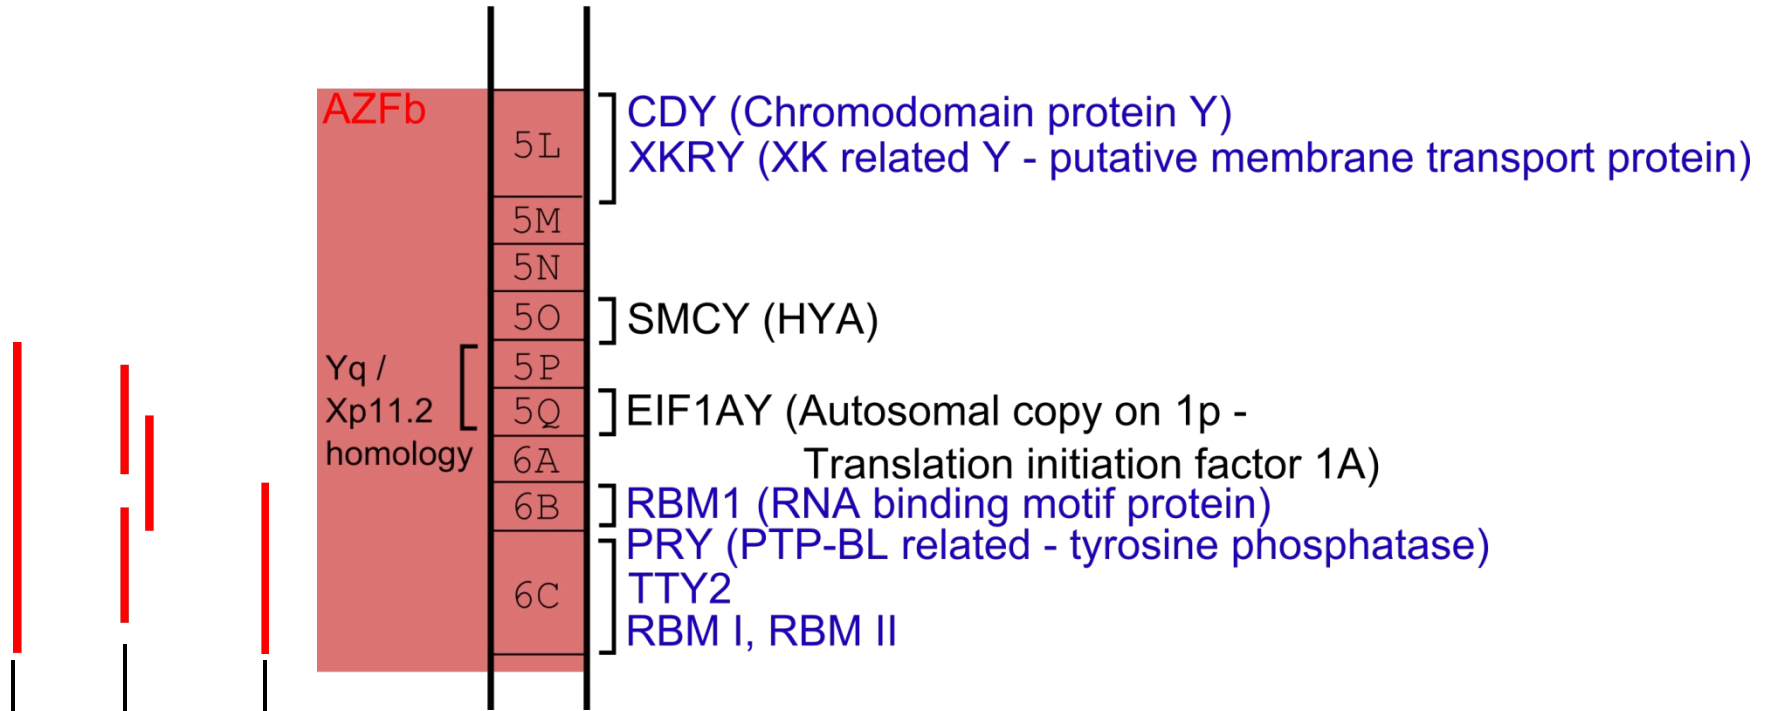 AZFb
5L
CDY (Chromodomain protein Y)
XKRY (XK related Y - putative membrane transport protein)
5M
5N
5O
SMCY (HYA)
Yq /
Xp11.2
homology
5P
5Q
EIF1AY (Autosomal copy on 1p -
Translation initiation factor 1A)
6A
6B
RBM1 (RNA binding motif protein)
PRY (PTP-BL related - tyrosine phosphatase)
6C
TTY2
RBM I, RBM II